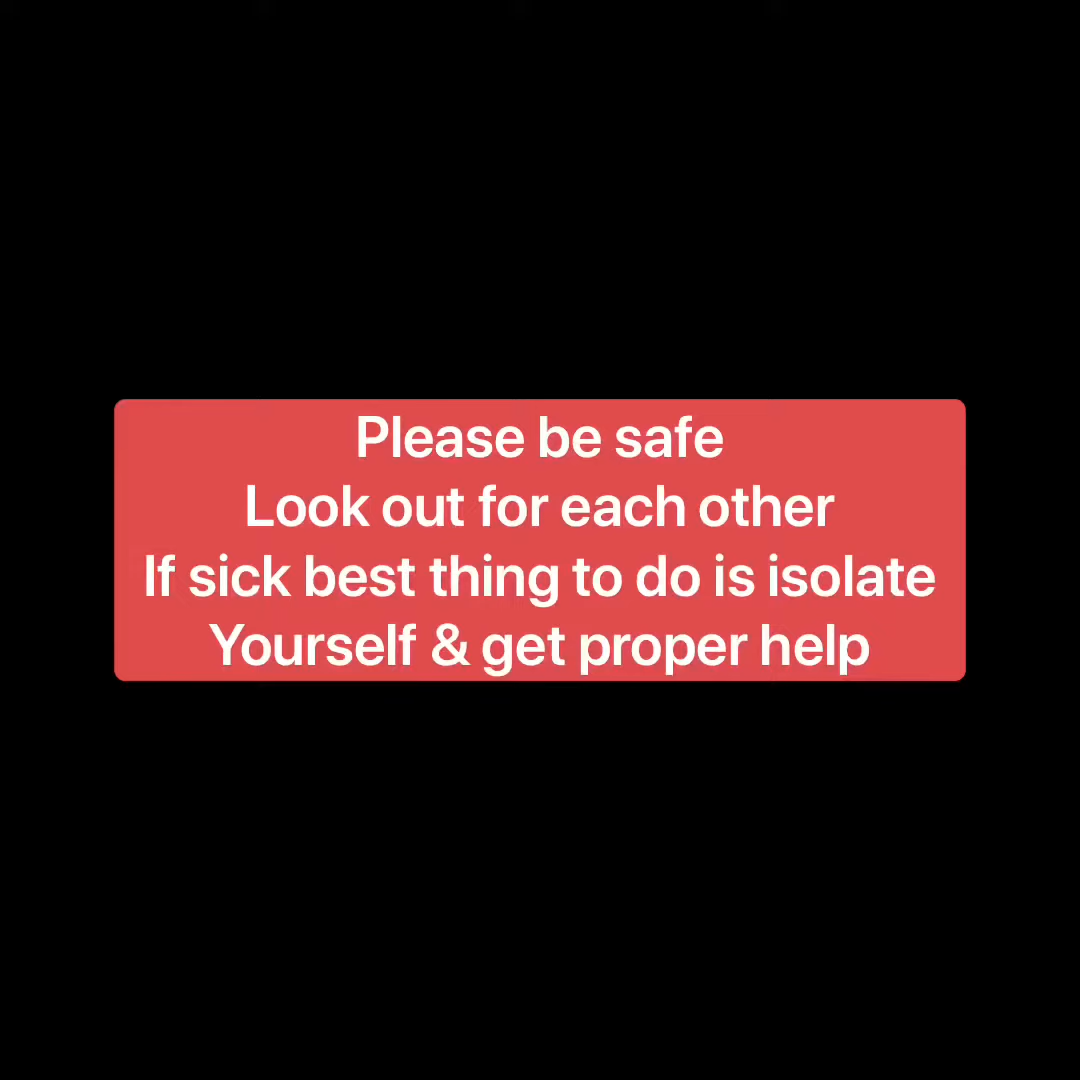 Please be safe
Look out for each other
If sick best thing to do is isolate
Yourself & get proper help